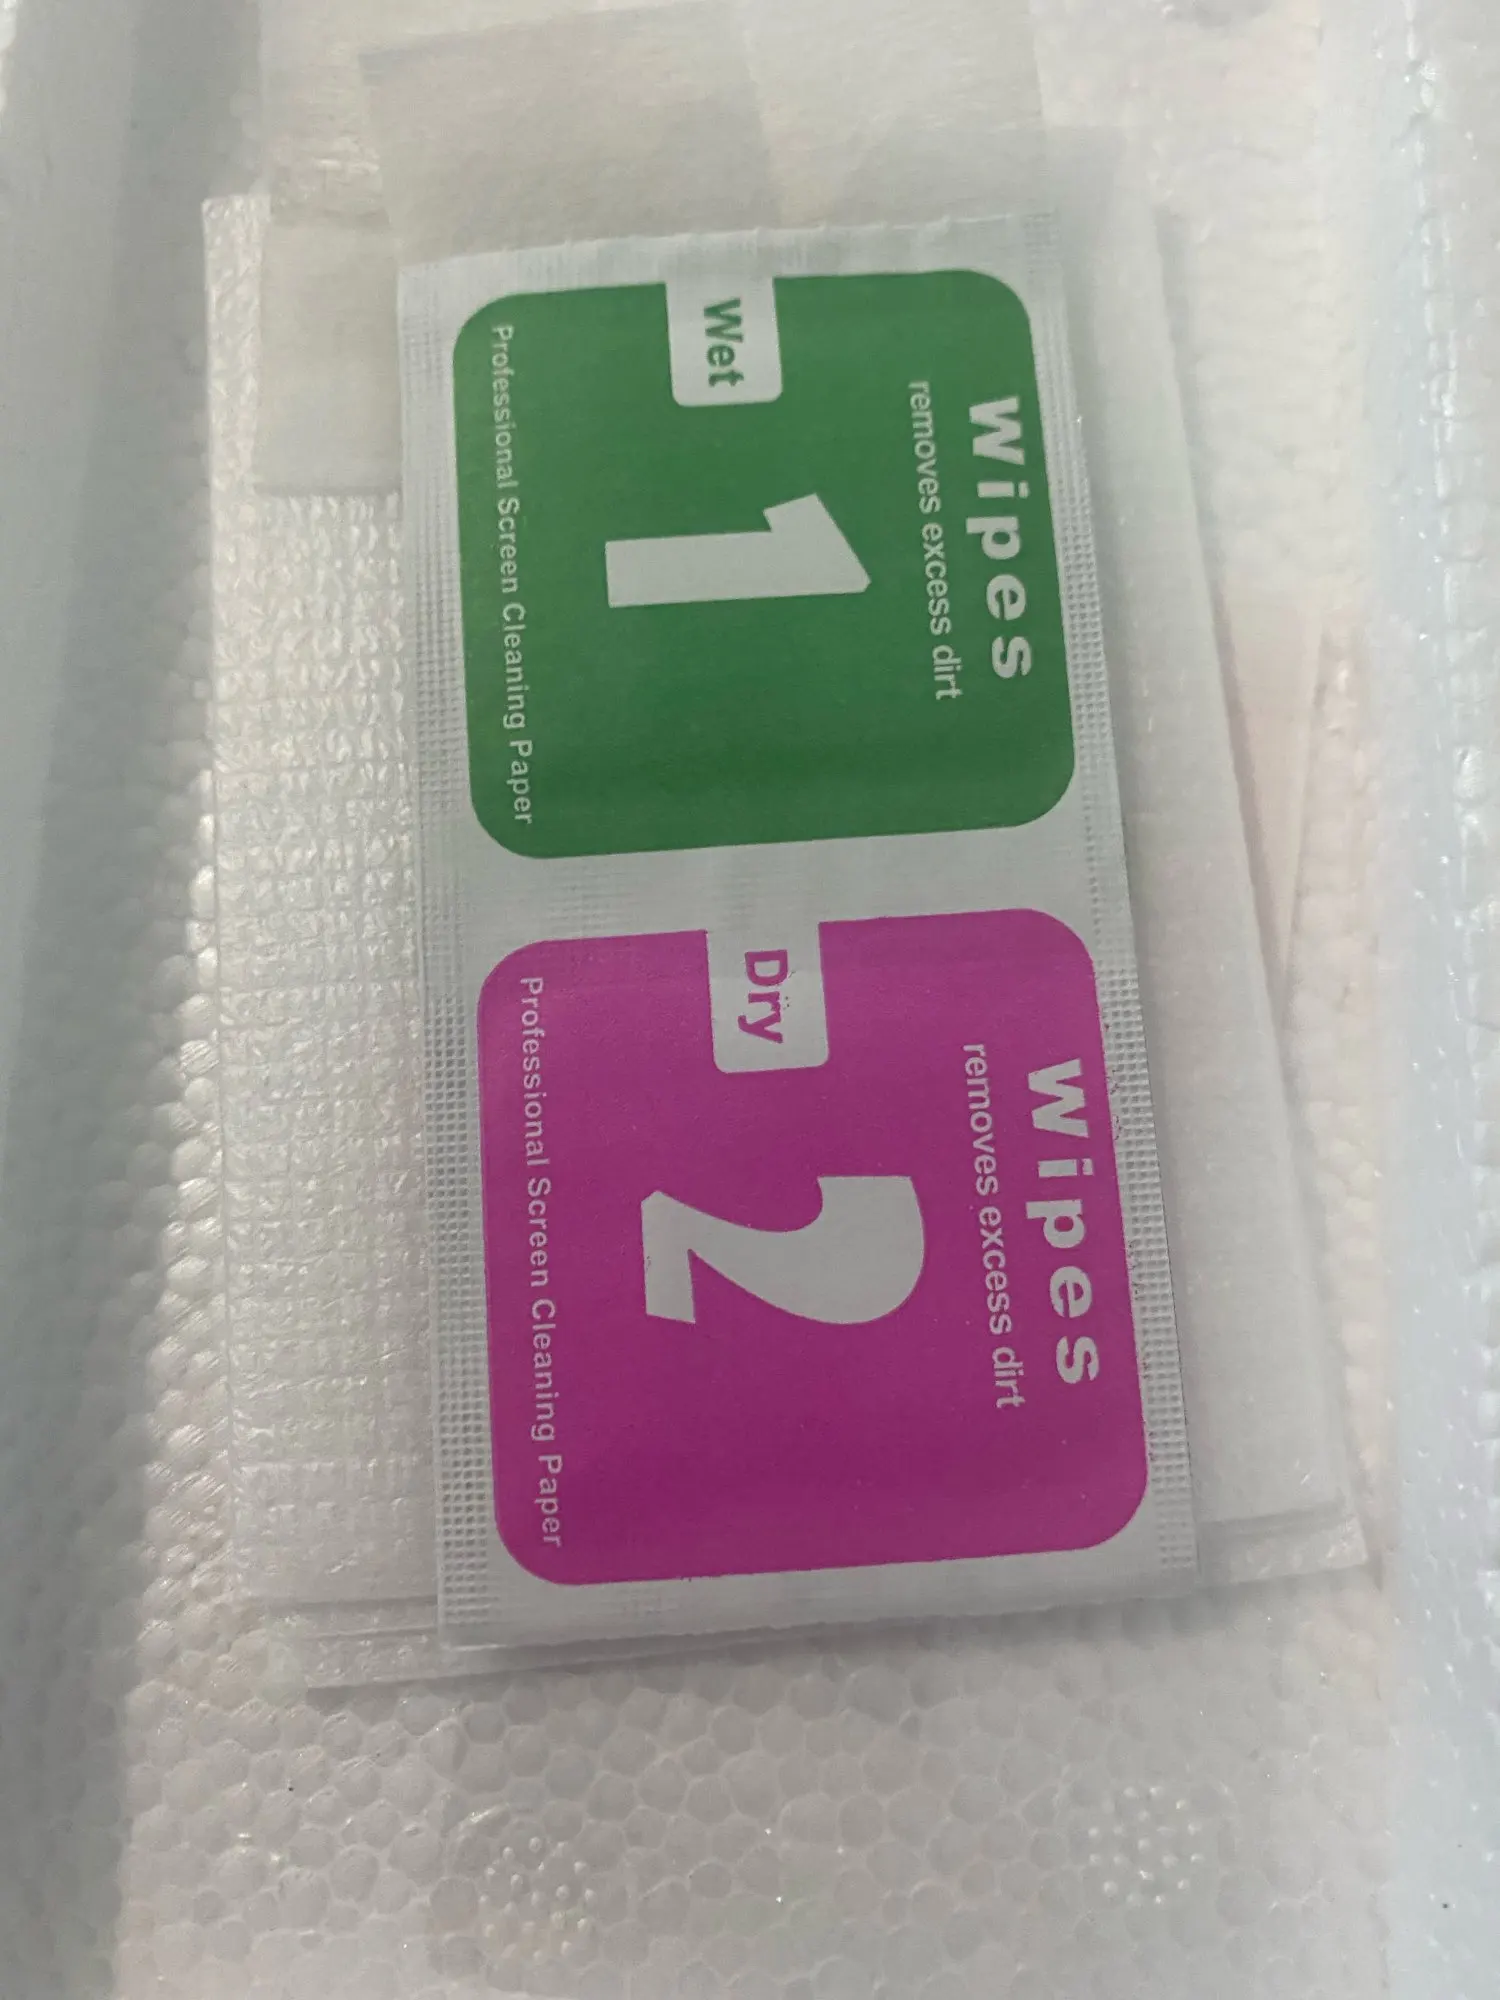 Wipes
removes excess dirt
1
Wet
Professional Screen Cleaning Paper
Wipes
removes excess dirt
2
Dry
Professional Screen Cleaning Paper